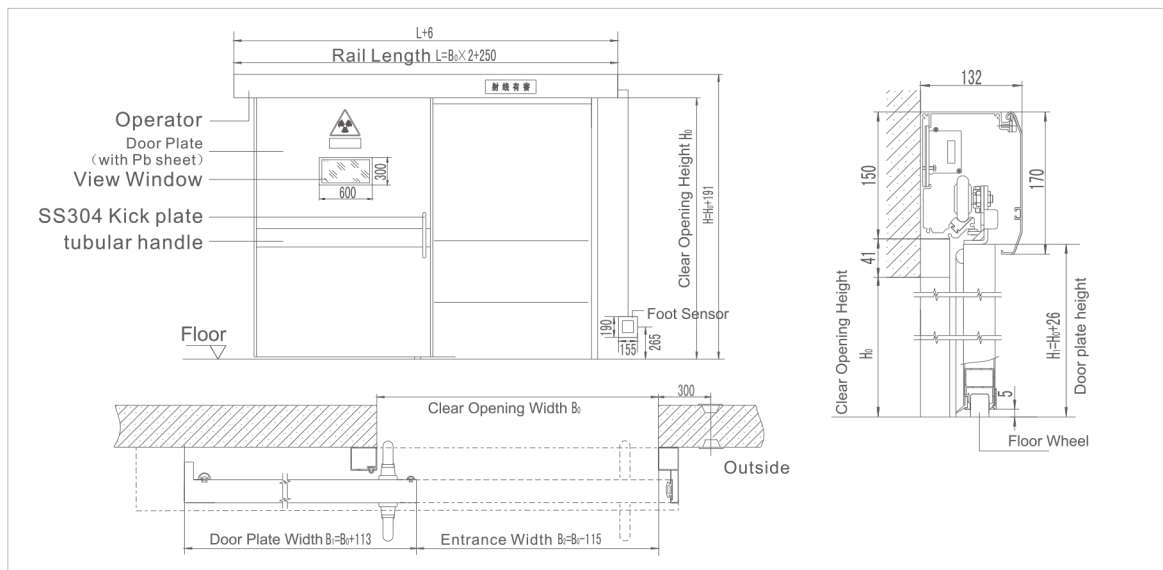 L+6
Rail Length L=B₀×2+250
射线有害
Operator
Door Plate
(with Pb sheet)
View Window
300
600
SS304 Kick plate
tubular handle
Clear Opening Height H₀
H=H₀+191
Foot Sensor
190
155
265
Floor
Clear Opening Width B₀
300
Outside
Door Plate Width B₁=B₀+113
Entrance Width B₂=B₀-115
132
150
170
41
Clear Opening Height
H₀
H₁=H₀+26
Door plate height
5
Floor Wheel